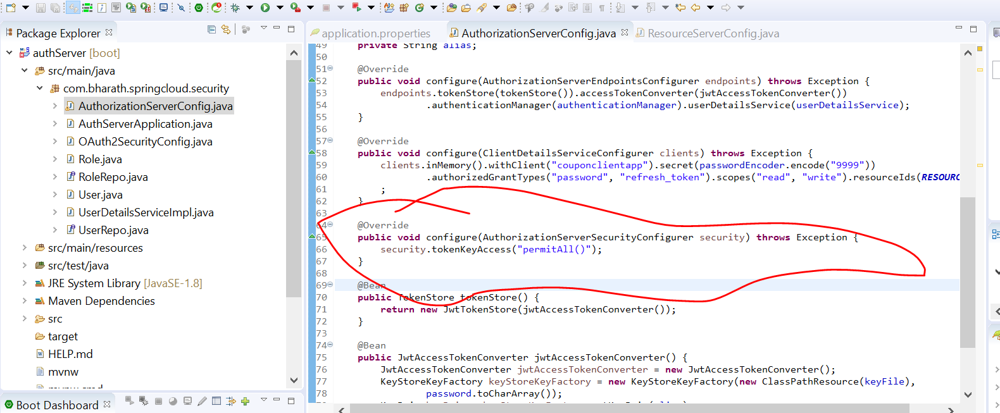 Package Explorer
authServer [boot]
src/main/java
com.bharath.springcloud.security
AuthorizationServerConfig.java
AuthServerApplication.java
OAuth2SecurityConfig.java
Role.java
RoleRepo.java
User.java
UserDetailsServiceImpl.java
UserRepo.java
src/main/resources
src/test/java
JRE System Library [JavaSE-1.8]
Maven Dependencies
src
target
HELP.md
mvnw
mvnw.cmd
Boot Dashboard
application.properties
AuthorizationServerConfig.java
ResourceServerConfig.java
49 private String alias;
50
51 @Override
52 public void configure(AuthorizationServerEndpointsConfigurer endpoints) throws Exception {
53 endpoints.tokenStore(tokenStore()).accessTokenConverter(jwtAccessTokenConverter())
54 .authenticationManager(authenticationManager).userDetailsService(userDetailsService);
55 }
56
57 @Override
58 public void configure(ClientDetailsServiceConfigurer clients) throws Exception {
59 clients.inMemory().withClient("couponclientapp").secret(passwordEncoder.encode("9999"))
60 .authorizedGrantTypes("password", "refresh_token").scopes("read", "write").resourceIds(RESOURC
61 ;
62 }
63
64 @Override
65 public void configure(AuthorizationServerSecurityConfigurer security) throws Exception {
66 security.tokenKeyAccess("permitAll()");
67 }
68
69 @Bean
70 public TokenStore tokenStore() {
71 return new JwtTokenStore(jwtAccessTokenConverter());
72 }
73
74 @Bean
75 public JwtAccessTokenConverter jwtAccessTokenConverter() {
76 JwtAccessTokenConverter jwtAccessTokenConverter = new JwtAccessTokenConverter();
77 KeyStoreKeyFactory keyStoreKeyFactory = new KeyStoreKeyFactory(new ClassPathResource(keyFile),
78 password.toCharArray());